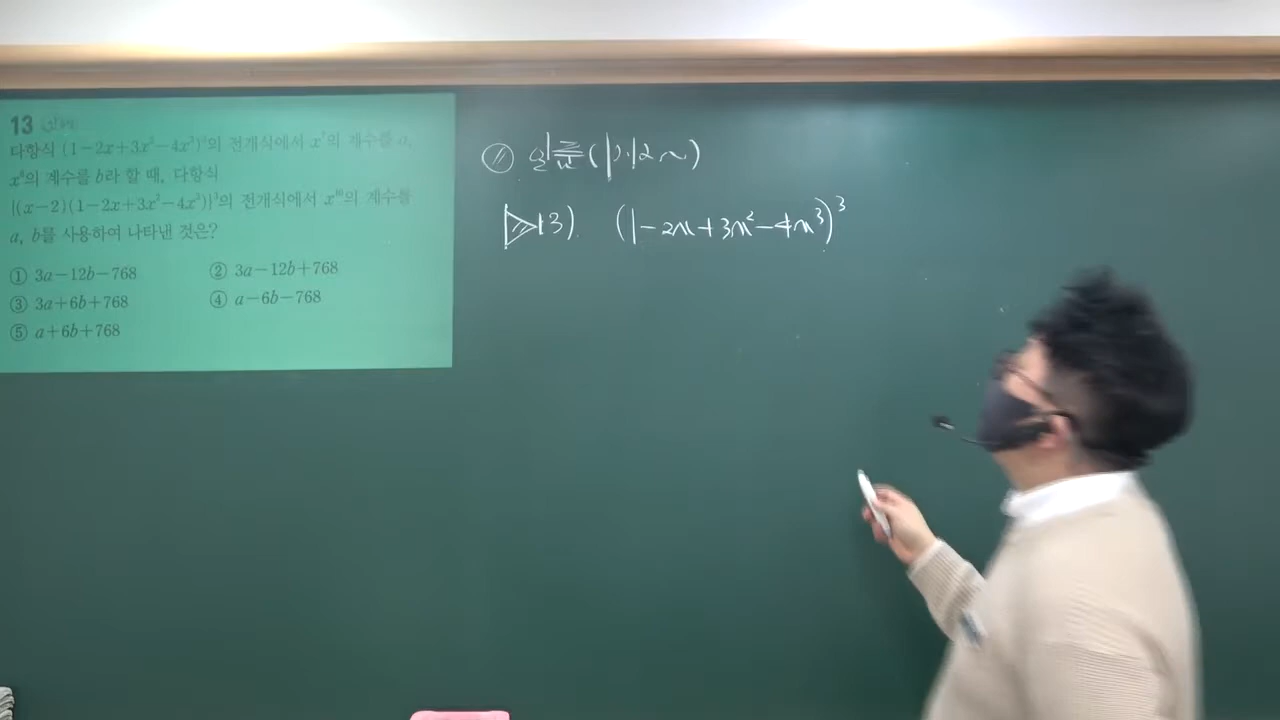 13
다항식 (1-2x+3x²-4x³)³의 전개식에서 x⁷의 계수를 a,
x⁸의 계수를 b라 할 때, 다항식
{(x-2)(1-2x+3x²-4x³)}³의 전개식에서 x¹⁰의 계수를
a, b를 사용하여 나타낸 것은?
① 3a-12b-768
② 3a-12b+768
③ 3a+6b+768
④ a-6b-768
⑤ a+6b+768
13) (1-2x+3x²-4x³)³